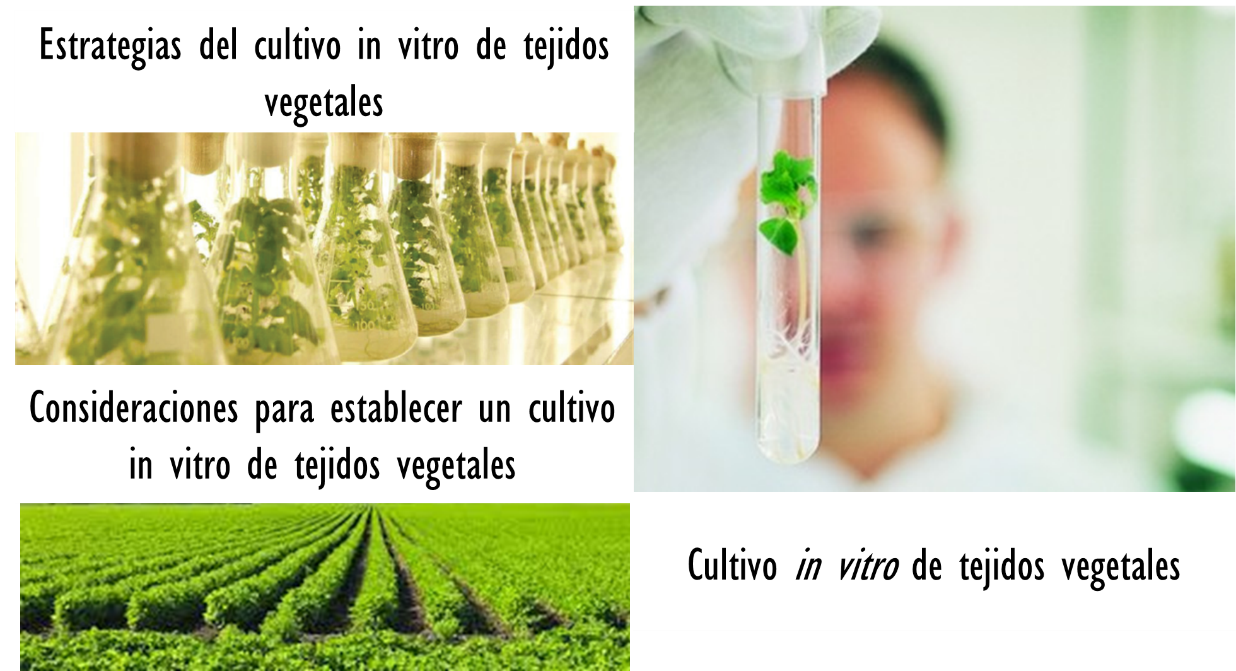 Estrategias del cultivo in vitro de tejidos
vegetales
Consideraciones para establecer un cultivo
in vitro de tejidos vegetales
Cultivo in vitro de tejidos vegetales